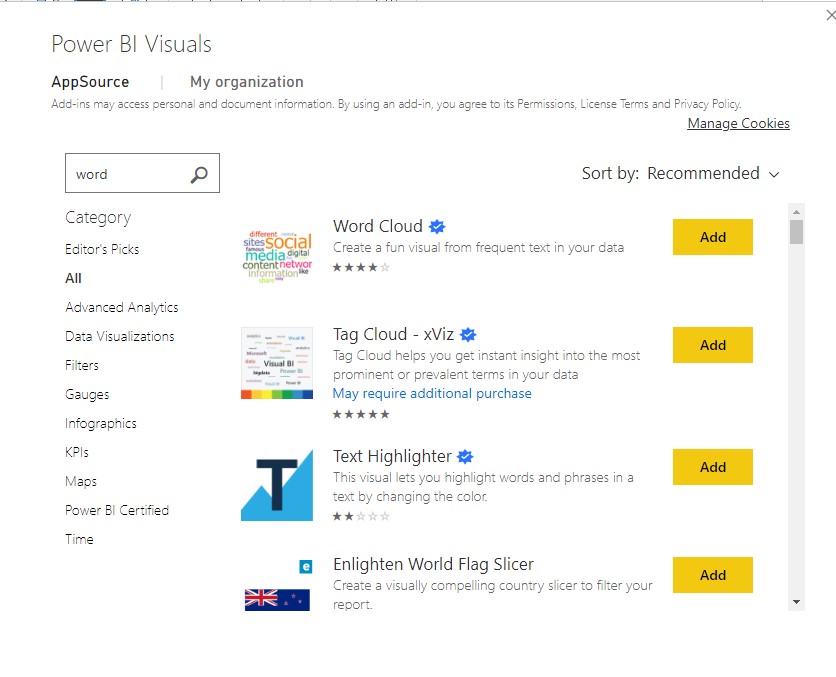 Power BI Visuals
AppSource | My organization
Add-ins may access personal and document information. By using an add-in, you agree to its Permissions, License Terms and Privacy Policy.
Manage Cookies
word
Sort by: Recommended
Category
Editor's Picks
All
Advanced Analytics
Data Visualizations
Filters
Gauges
Infographics
KPIs
Maps
Power BI Certified
Time
different
sites social
famous
media digital
content networ
information like
share
Word Cloud
Create a fun visual from frequent text in your data
Add
Visual BI
Microsoft
data
Visual BI
bigdata Power BI
Tag Cloud - xViz
Tag Cloud helps you get instant insight into the most
prominent or prevalent terms in your data
May require additional purchase
Add
T
Text Highlighter
This visual lets you highlight words and phrases in a
text by changing the color.
Add
e
Enlighten World Flag Slicer
Create a visually compelling country slicer to filter your
report.
Add